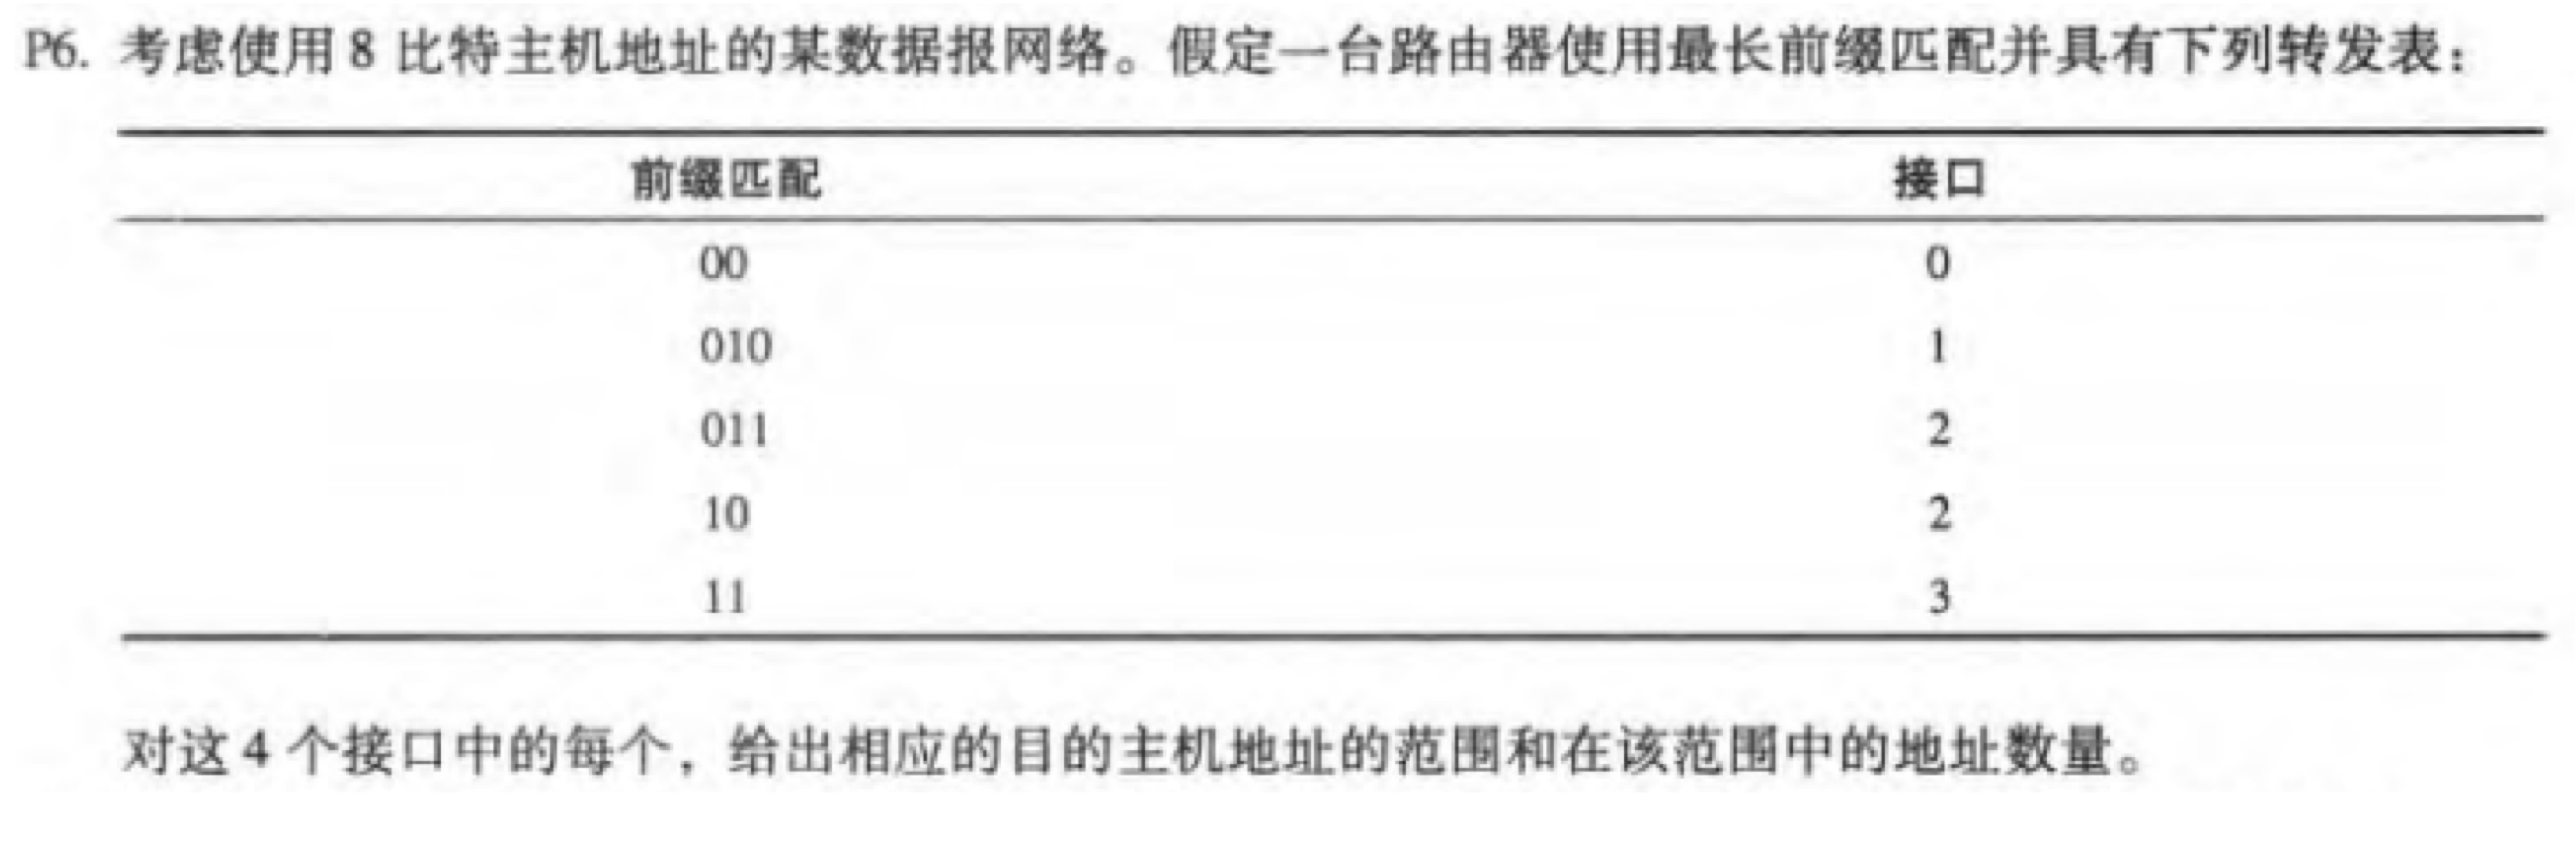 P6. 考虑使用 8 比特主机地址的某数据报网络。假定一台路由器使用最长前缀匹配并具有下列转发表：
前缀匹配 接口
00 0
010 1
011 2
10 2
11 3
对这 4 个接口中的每个，给出相应的目的主机地址的范围和在该范围中的地址数量。